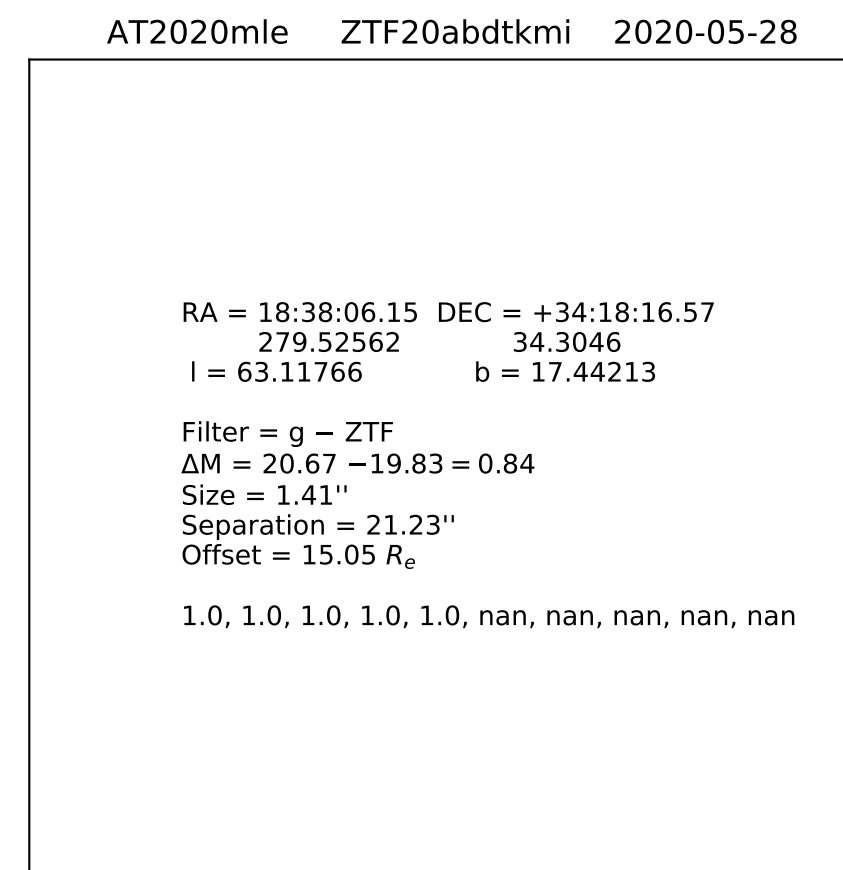 AT2020mle ZTF20abdtkmi 2020-05-28
RA = 18:38:06.15 DEC = +34:18:16.57
279.52562 34.3046
l = 63.11766 b = 17.44213
Filter = g − ZTF
ΔM = 20.67 −19.83 = 0.84
Size = 1.41''
Separation = 21.23''
Offset = 15.05 Rₑ
1.0, 1.0, 1.0, 1.0, 1.0, nan, nan, nan, nan, nan